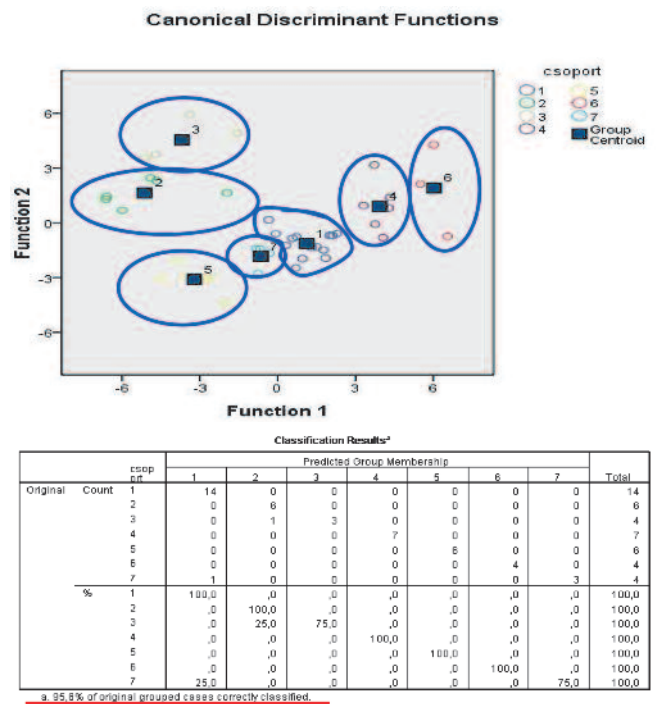 Canonical Discriminant Functions
csoport
1 5
2 6
3 7
4 Group Centroid
Function 2
6
3
0
-3
-6
3
2
4
6
1
7
5
-6 -3 0 3 6
Function 1
Classification Resultsª
csoport Predicted Group Membership Total
1 2 3 4 5 6 7
Original Count 1 14 0 0 0 0 0 0 14
2 0 6 0 0 0 0 0 6
3 0 1 3 0 0 0 0 4
4 0 0 0 7 0 0 0 7
5 0 0 0 0 6 0 0 6
6 0 0 0 0 0 4 0 4
7 1 0 0 0 0 0 3 4
% 1 100,0 ,0 ,0 ,0 ,0 ,0 ,0 100,0
2 ,0 100,0 ,0 ,0 ,0 ,0 ,0 100,0
3 ,0 25,0 75,0 ,0 ,0 ,0 ,0 100,0
4 ,0 ,0 ,0 100,0 ,0 ,0 ,0 100,0
5 ,0 ,0 ,0 ,0 100,0 ,0 ,0 100,0
6 ,0 ,0 ,0 ,0 ,0 100,0 ,0 100,0
7 25,0 ,0 ,0 ,0 ,0 ,0 75,0 100,0
a. 95,6% of original grouped cases correctly classified.